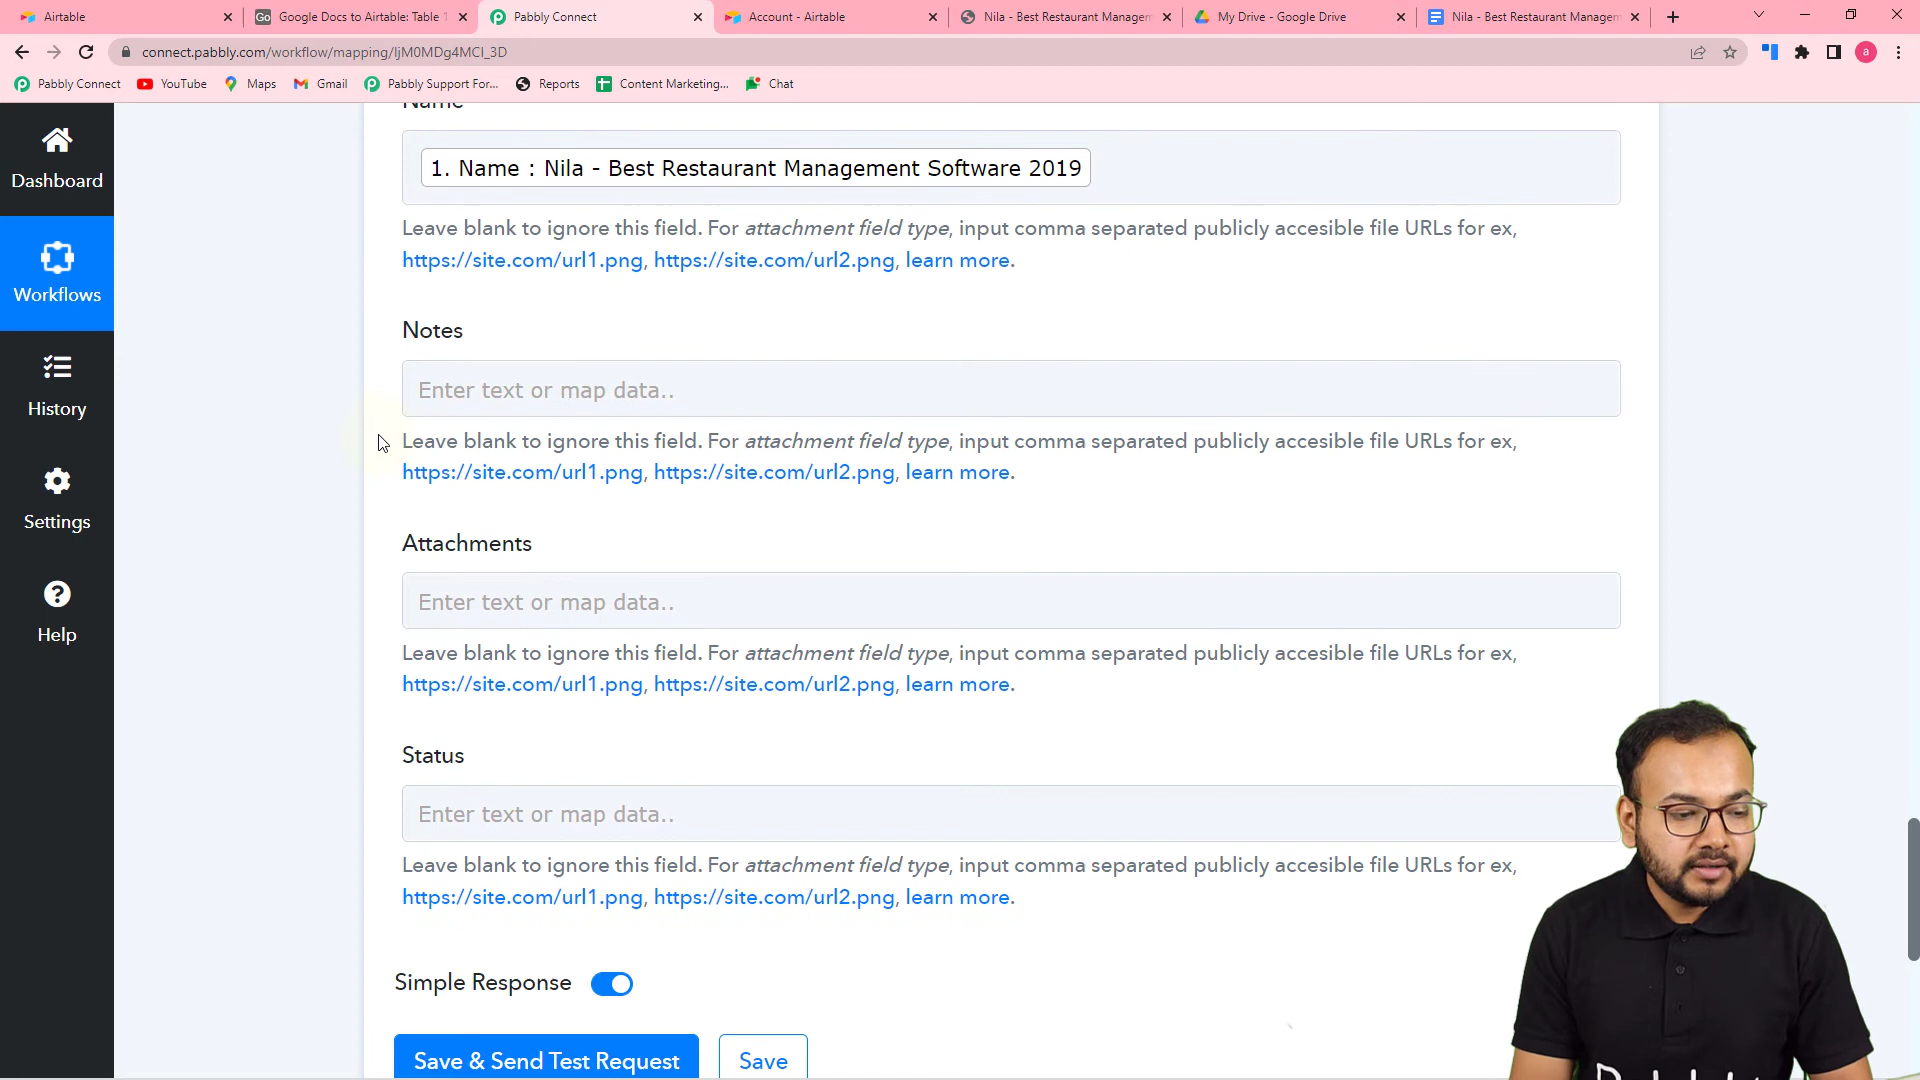 Airtable
Google Docs to Airtable: Table
Pabbly Connect
Account - Airtable
Nila - Best Restaurant Managem
My Drive - Google Drive
Nila - Best Restaurant Managem
connect.pabbly.com/workflow/mapping/IjM0MDg4MCI_3D
a
Pabbly Connect
YouTube
Maps
Gmail
Pabbly Support For...
Reports
Content Marketing...
Chat
Dashboard
Workflows
History
Settings
Help
Name
1. Name : Nila - Best Restaurant Management Software 2019
Leave blank to ignore this field. For attachment field type, input comma separated publicly accesible file URLs for ex,
https://site.com/url1.png, https://site.com/url2.png, learn more.
Notes
Enter text or map data..
Leave blank to ignore this field. For attachment field type, input comma separated publicly accesible file URLs for ex,
https://site.com/url1.png, https://site.com/url2.png, learn more.
Attachments
Enter text or map data..
Leave blank to ignore this field. For attachment field type, input comma separated publicly accesible file URLs for ex,
https://site.com/url1.png, https://site.com/url2.png, learn more.
Status
Enter text or map data..
Leave blank to ignore this field. For attachment field type, input comma separated publicly accesible file URLs for ex,
https://site.com/url1.png, https://site.com/url2.png, learn more.
Simple Response
Save & Send Test Request
Save